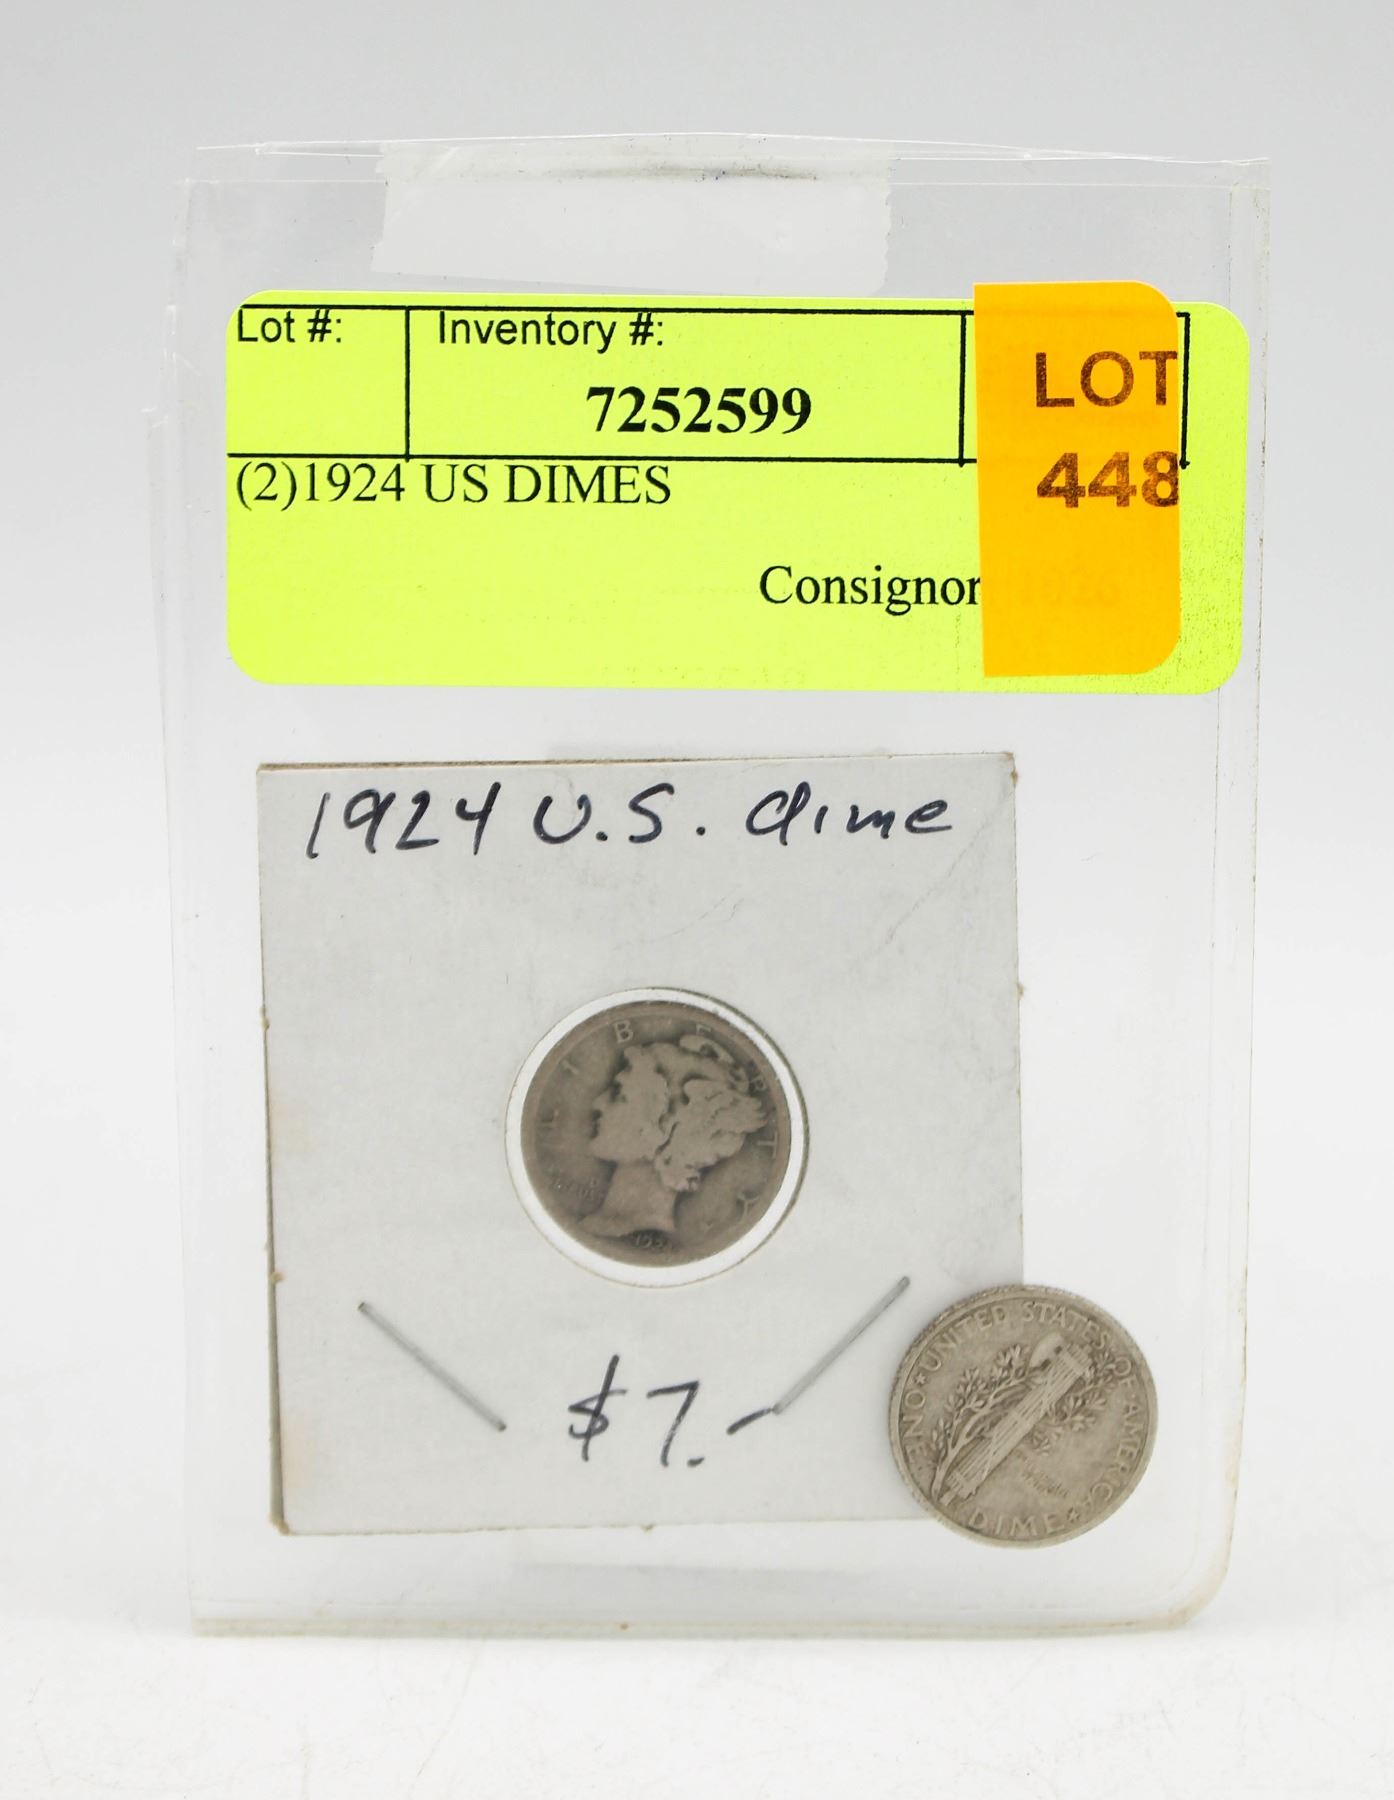 Lot #:
Inventory #:
7252599
LOT
448
(2)1924 US DIMES
Consignor
1924 U.S. dime
LIBERTY
1924
$7.-
UNITED STATES OF AMERICA
ONE DIME